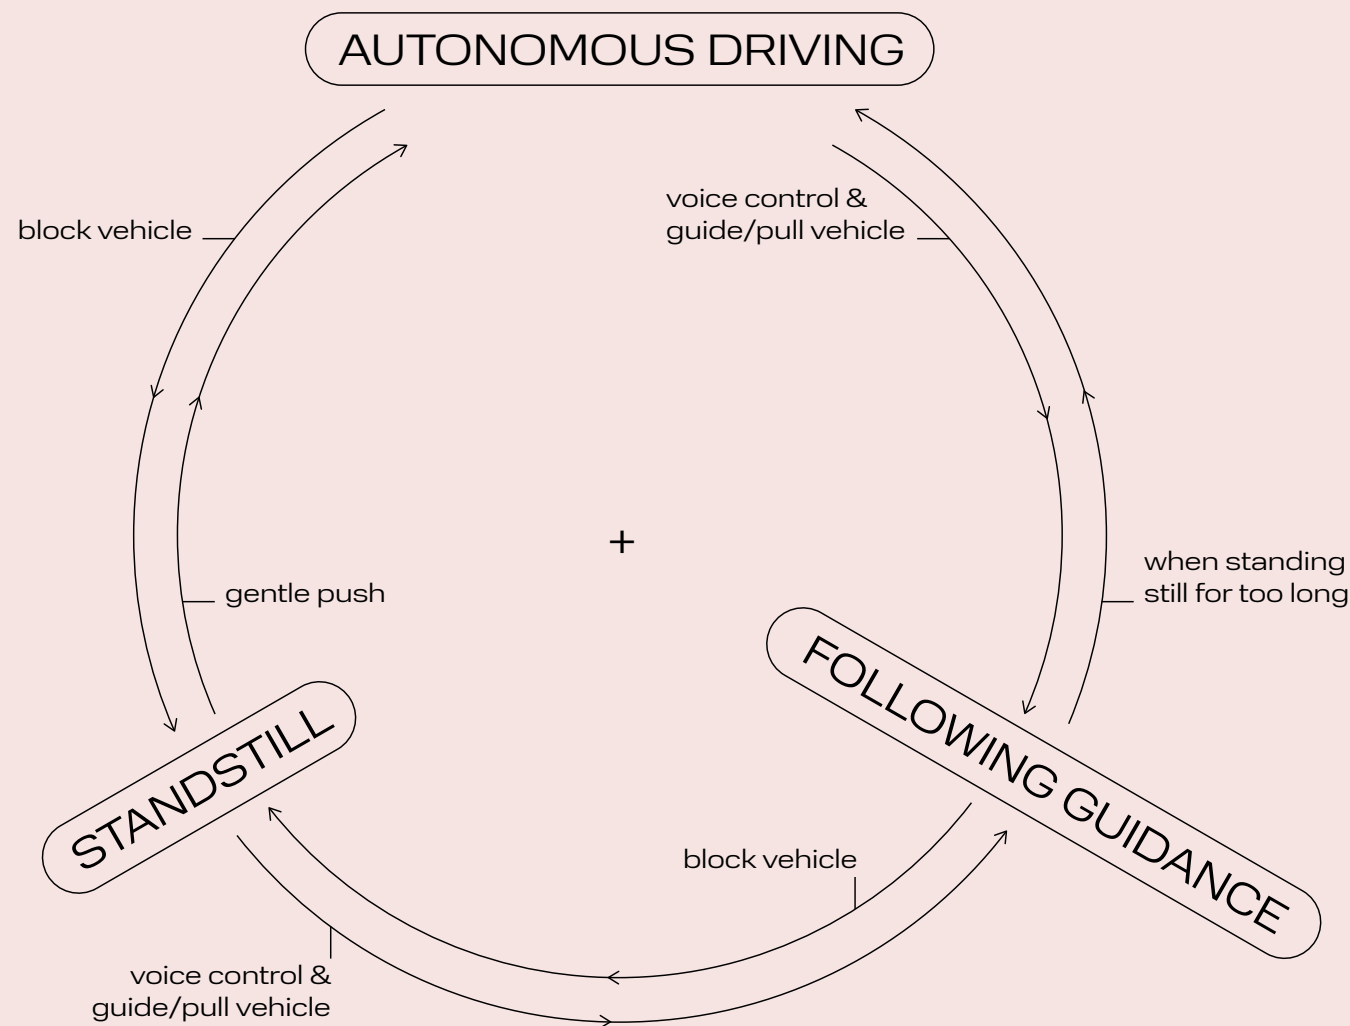 AUTONOMOUS DRIVING
block vehicle
voice control &
guide/pull vehicle
+
when standing
still for too long
gentle push
STANDSTILL
FOLLOWING GUIDANCE
block vehicle
voice control &
guide/pull vehicle